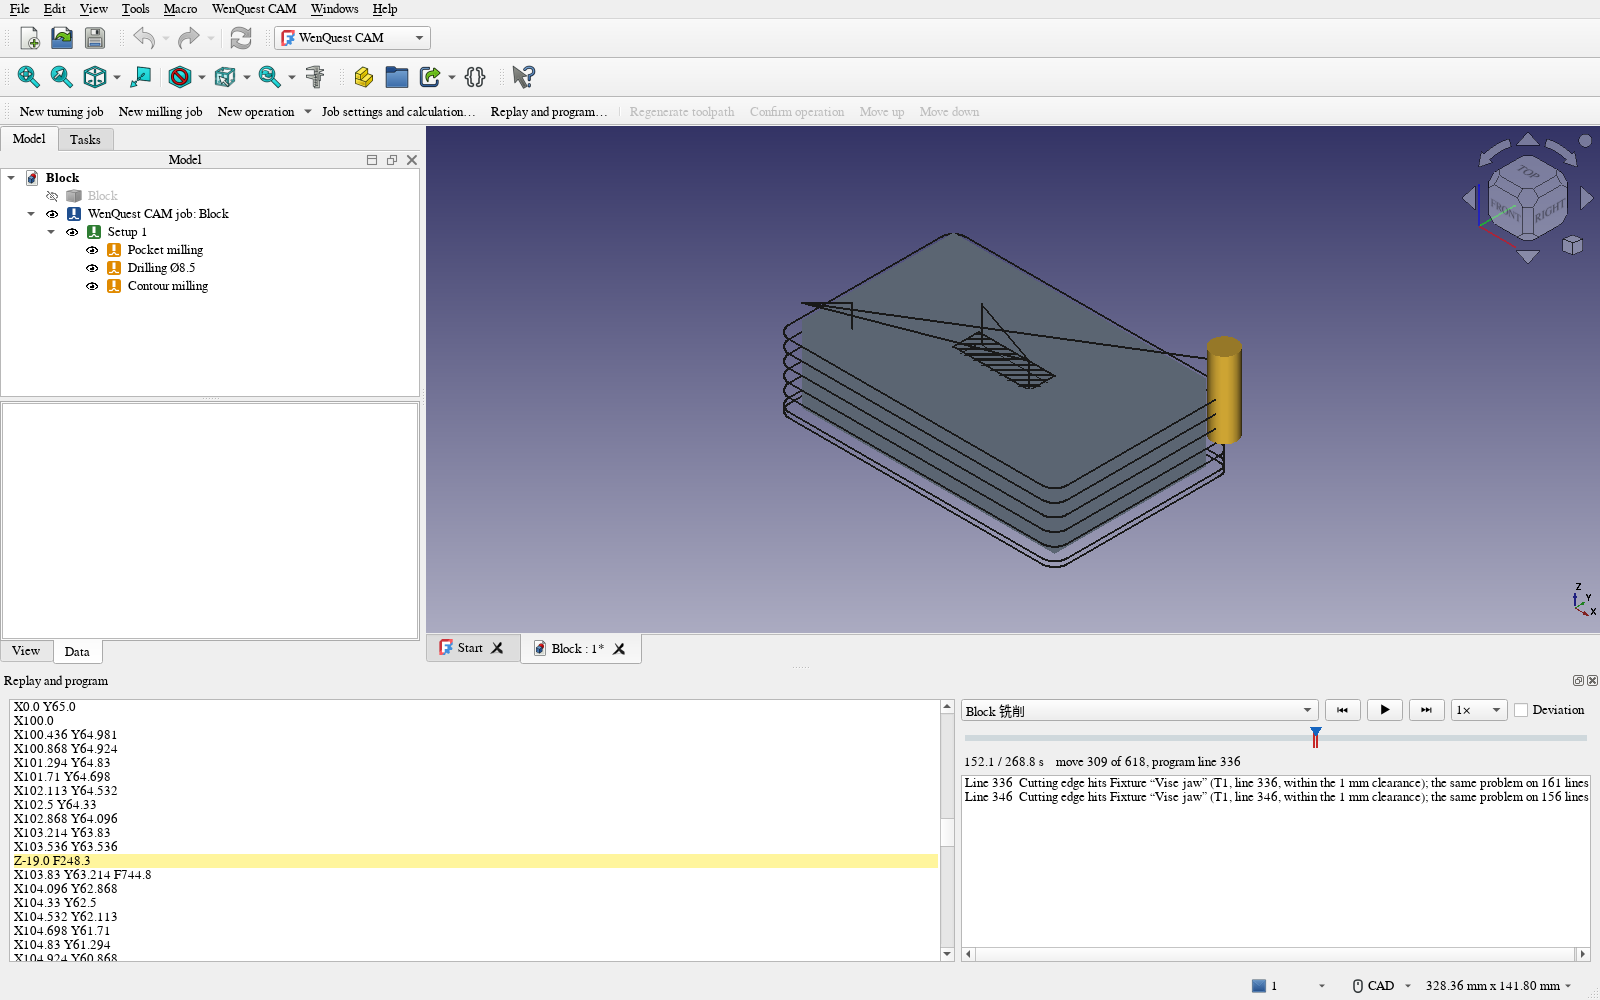 File Edit View Tools Macro WenQuest CAM Windows Help
WenQuest CAM
New turning job New milling job New operation Job settings and calculation… Replay and program… Regenerate toolpath Confirm operation Move up Move down
Model Tasks
Model
Block
Block
WenQuest CAM job: Block
Setup 1
Pocket milling
Drilling Ø8.5
Contour milling
TOP
FRONT
RIGHT
Z
Y
X
View Data
Start
Block : 1*
Replay and program
X0.0 Y65.0
X100.0
X100.436 Y64.981
X100.868 Y64.924
X101.294 Y64.83
X101.71 Y64.698
X102.113 Y64.532
X102.5 Y64.33
X102.868 Y64.096
X103.214 Y63.83
X103.536 Y63.536
Z-19.0 F248.3
X103.83 Y63.214 F744.8
X104.096 Y62.868
X104.33 Y62.5
X104.532 Y62.113
X104.698 Y61.71
X104.83 Y61.294
X104.924 Y60.868
Block 铣削
1×
Deviation
152.1 / 268.8 s move 309 of 618, program line 336
Line 336 Cutting edge hits Fixture “Vise jaw” (T1, line 336, within the 1 mm clearance); the same problem on 161 lines
Line 346 Cutting edge hits Fixture “Vise jaw” (T1, line 346, within the 1 mm clearance); the same problem on 156 lines
1
CAD
328.36 mm x 141.80 mm